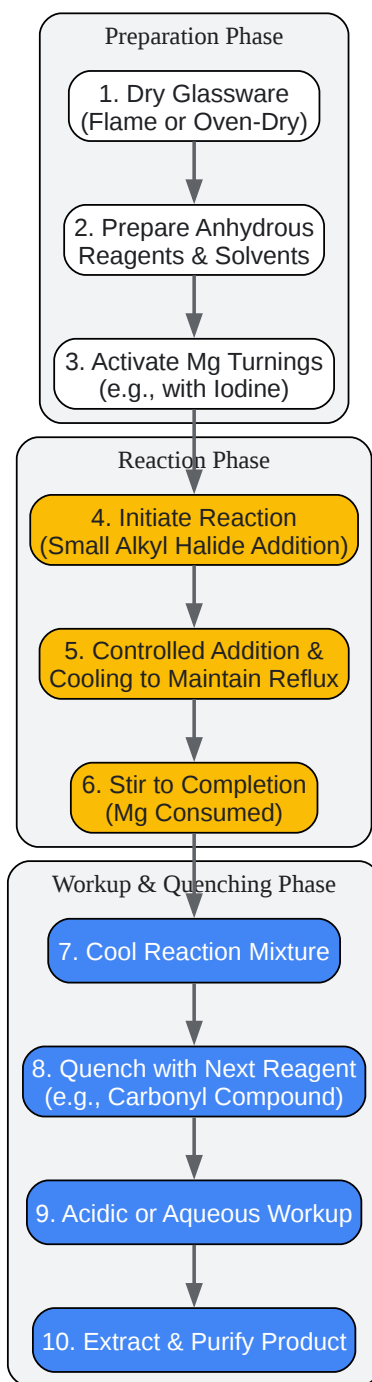 Preparation Phase
1. Dry Glassware
(Flame or Oven-Dry)
2. Prepare Anhydrous
Reagents & Solvents
3. Activate Mg Turnings
(e.g., with Iodine)
Reaction Phase
4. Initiate Reaction
(Small Alkyl Halide Addition)
5. Controlled Addition &
Cooling to Maintain Reflux
6. Stir to Completion
(Mg Consumed)
Workup & Quenching Phase
7. Cool Reaction Mixture
8. Quench with Next Reagent
(e.g., Carbonyl Compound)
9. Acidic or Aqueous Workup
10. Extract & Purify Product